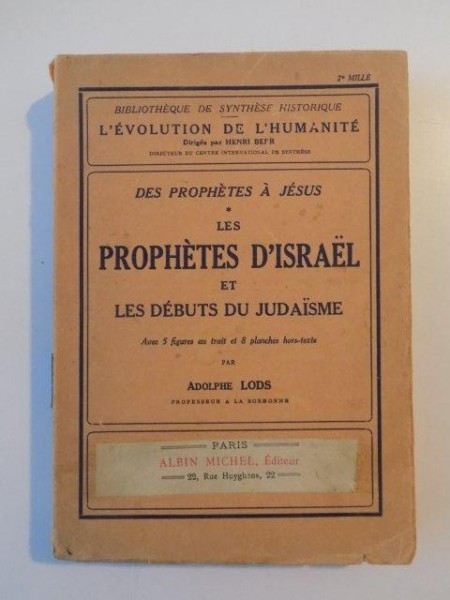 2e MILLE
BIBLIOTHÈQUE DE SYNTHÈSE HISTORIQUE
L'ÉVOLUTION DE L'HUMANITÉ
Dirigée par HENRI BERR
DIRECTEUR DU CENTRE INTERNATIONAL DE SYNTHÈSE
DES PROPHÈTES À JÉSUS
*
LES
PROPHÈTES D'ISRAËL
ET
LES DÉBUTS DU JUDAÏSME
Avec 5 figures au trait et 8 planches hors-texte
PAR
ADOLPHE LODS
PROFESSEUR A LA SORBONNE
PARIS
ALBIN MICHEL, Éditeur
22, Rue Huyghens, 22